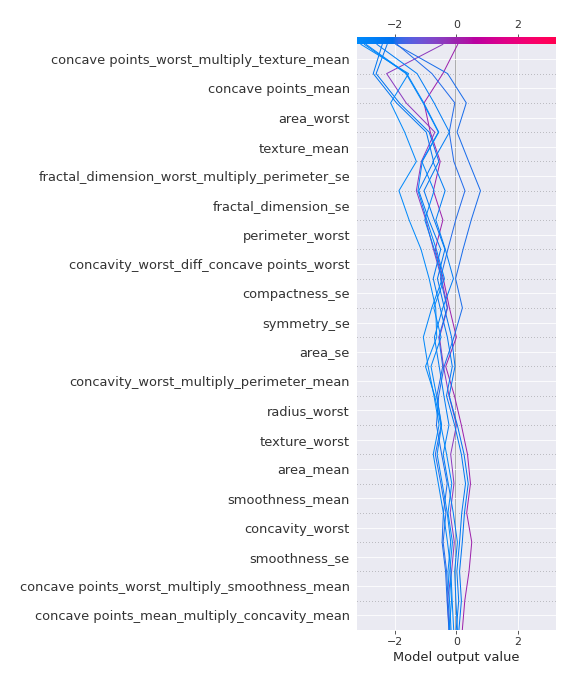 −2 0 2
concave points_worst_multiply_texture_mean
concave points_mean
area_worst
texture_mean
fractal_dimension_worst_multiply_perimeter_se
fractal_dimension_se
perimeter_worst
concavity_worst_diff_concave points_worst
compactness_se
symmetry_se
area_se
concavity_worst_multiply_perimeter_mean
radius_worst
texture_worst
area_mean
smoothness_mean
concavity_worst
smoothness_se
concave points_worst_multiply_smoothness_mean
concave points_mean_multiply_concavity_mean
−2 0 2
Model output value